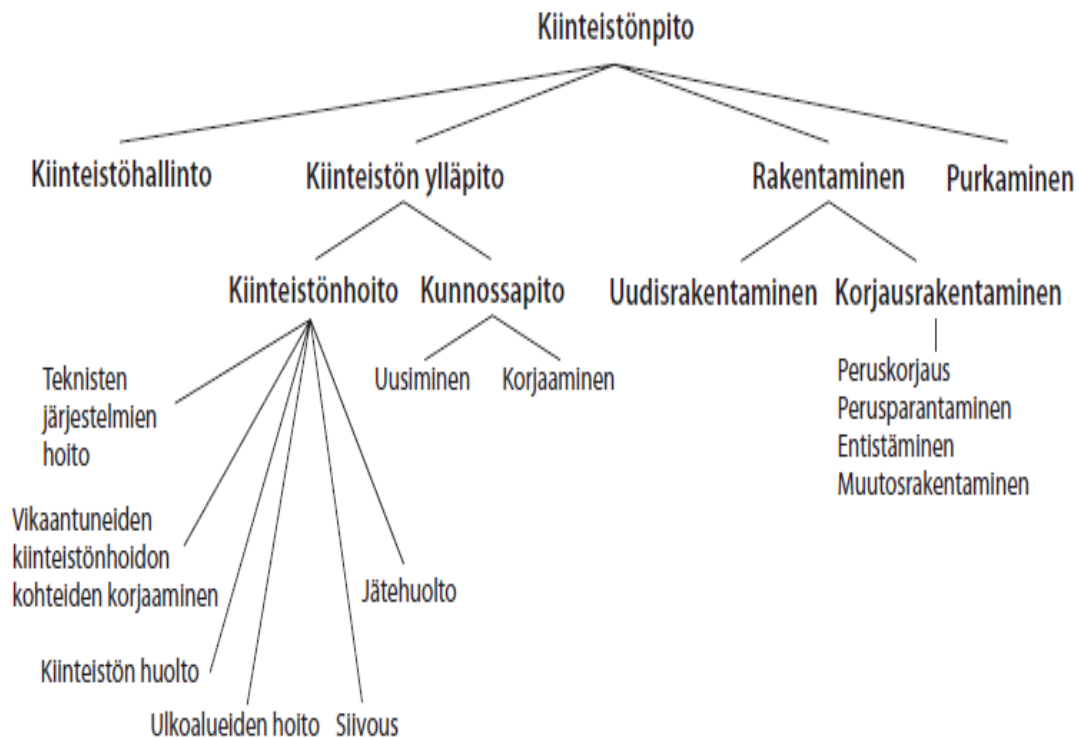 Kiinteistönpito
Kiinteistöhallinto
Kiinteistön ylläpito
Rakentaminen
Purkaminen
Kiinteistönhoito
Kunnossapito
Uudisrakentaminen
Korjausrakentaminen
Teknisten
järjestelmien
hoito
Uusiminen
Korjaaminen
Peruskorjaus
Perusparantaminen
Entistäminen
Muutosrakentaminen
Vikaantuneiden
kiinteistönhoidon
kohteiden korjaaminen
Jätehuolto
Kiinteistön huolto
Ulkoalueiden hoito
Siivous